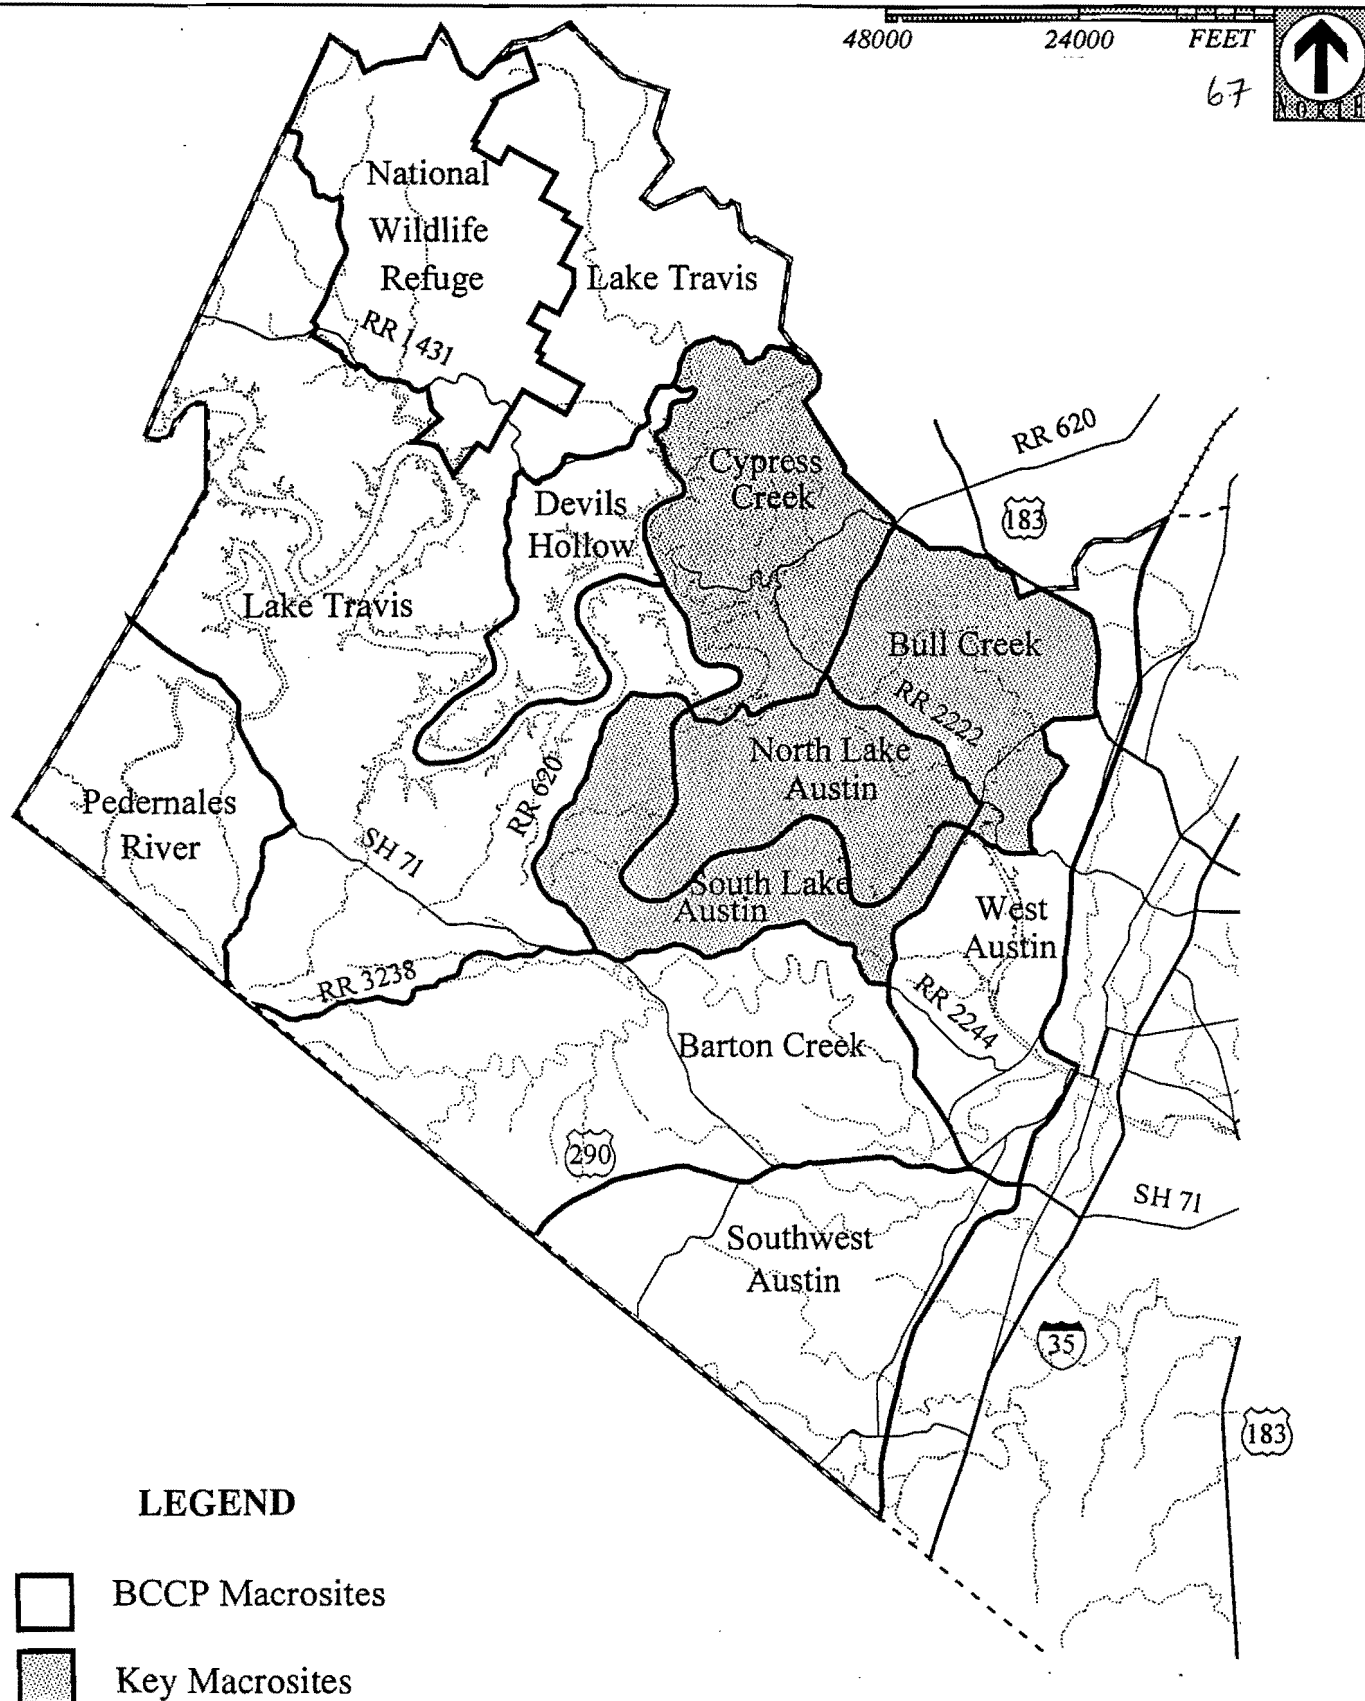 48000 24000 FEET
67
NORTH
National
Wildlife
Refuge
Lake Travis
RR 1431
RR 620
Cypress
Creek
183
Devils
Hollow
Lake Travis
Bull Creek
RR 2222
North Lake
Austin
RR 620
Pedernales
River
SH 71
South Lake
Austin
West
Austin
RR 3238
RR 2244
Barton Creek
290
SH 71
Southwest
Austin
35
183
LEGEND
BCCP Macrosites
Key Macrosites